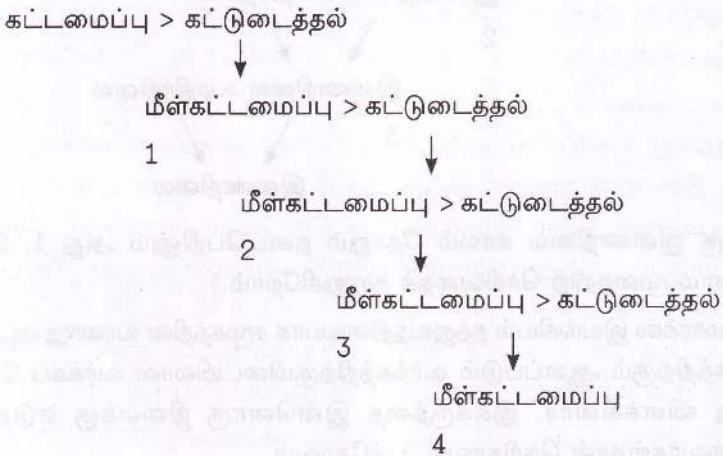 கட்டமைப்பு > கட்டுடைத்தல்
மீள்கட்டமைப்பு > கட்டுடைத்தல்
1
மீள்கட்டமைப்பு > கட்டுடைத்தல்
2
மீள்கட்டமைப்பு > கட்டுடைத்தல்
3
மீள்கட்டமைப்பு
4